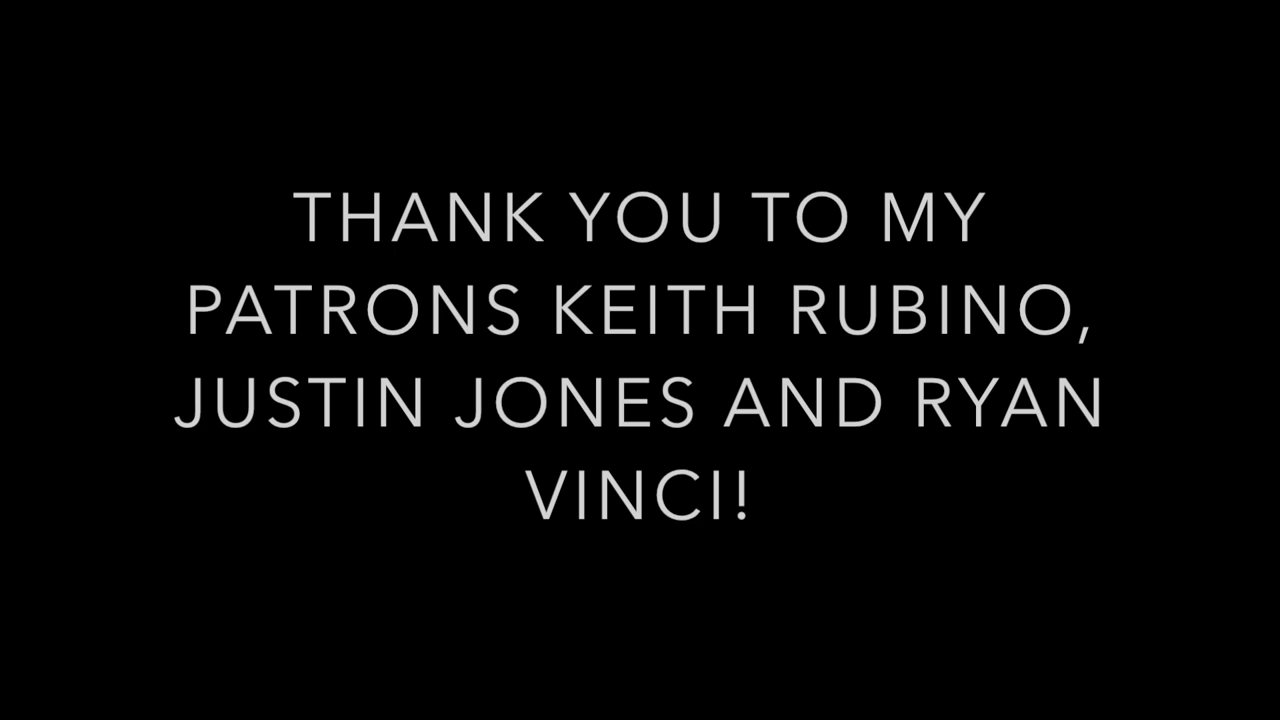 THANK YOU TO MY
PATRONS KEITH RUBINO,
JUSTIN JONES AND RYAN
VINCI!